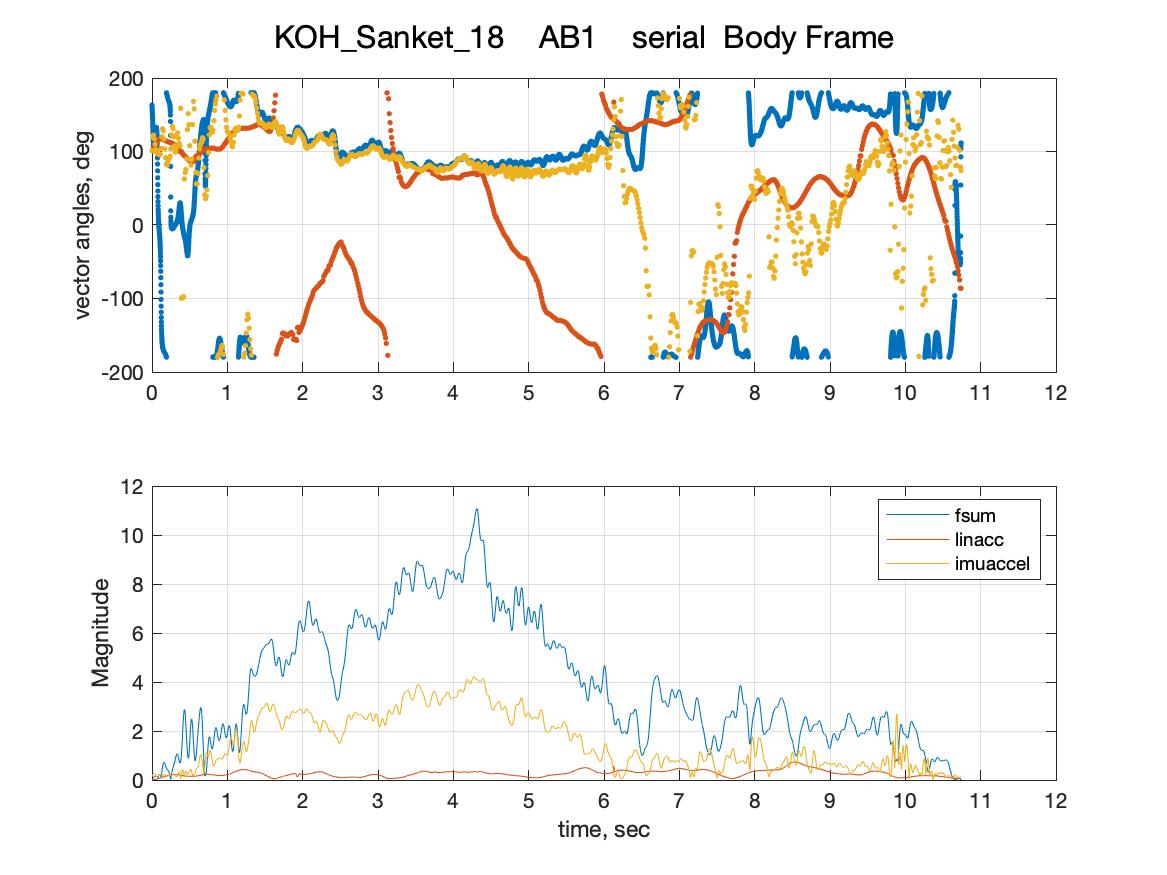 KOH_Sanket_18 AB1 serial Body Frame
200
100
0
-100
-200
vector angles, deg
0 1 2 3 4 5 6 7 8 9 10 11 12
12
10
8
6
4
2
0
Magnitude
fsum
linacc
imuaccel
0 1 2 3 4 5 6 7 8 9 10 11 12
time, sec